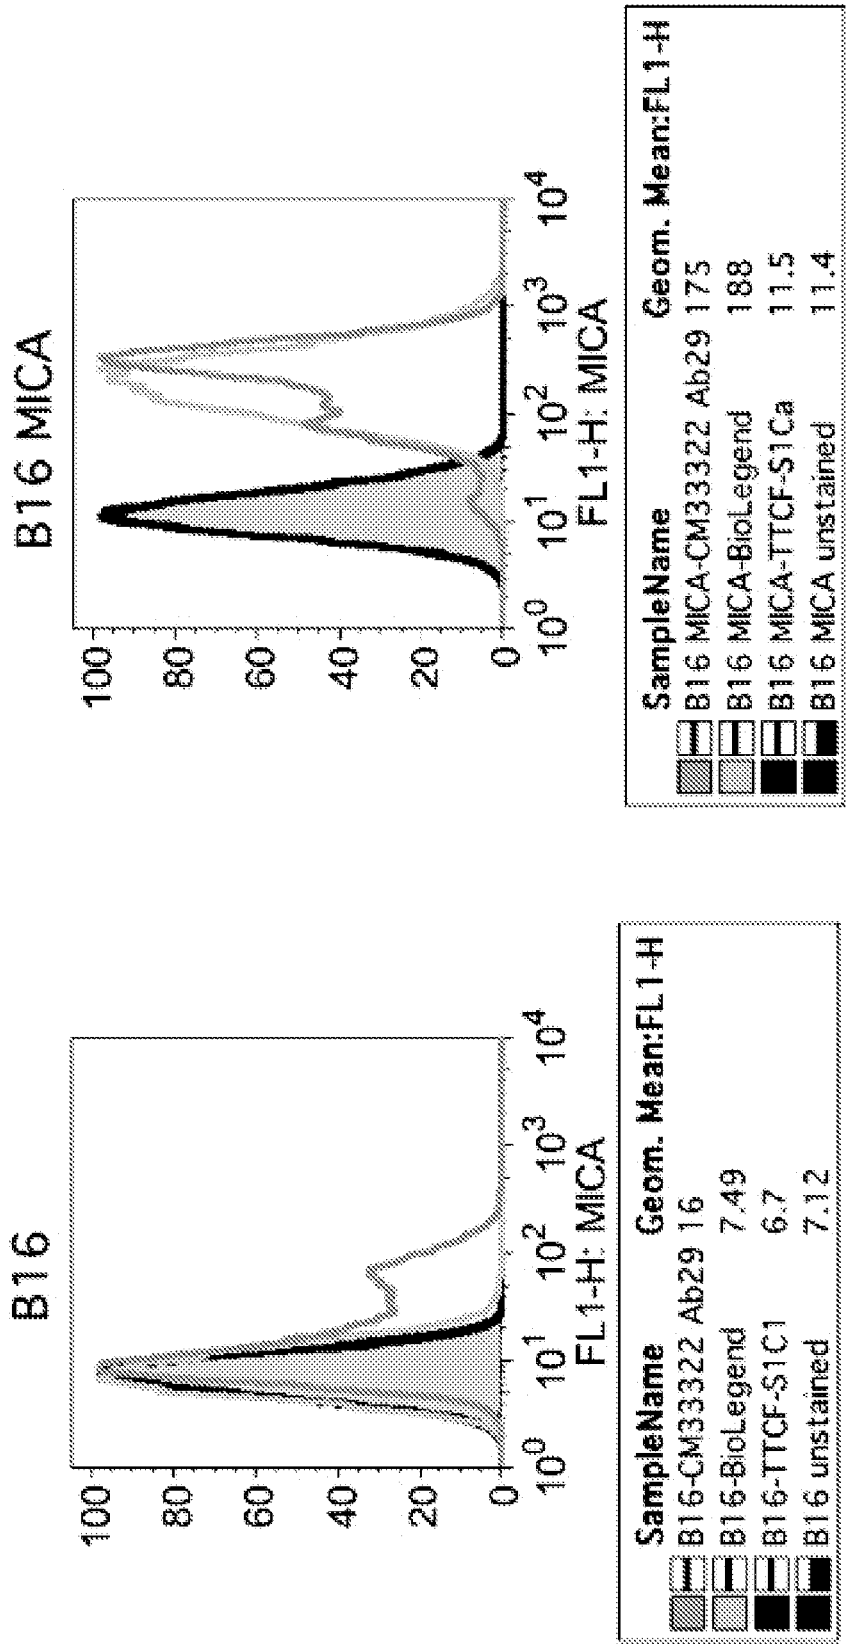 B16
100
80
60
40
20
0
10^0 10^1 10^2 10^3 10^4
FL1-H: MICA
SampleName Geom. Mean:FL1-H
B16-CM33322 Ab29 16
B16-BioLegend 7.49
B16-TTCF-S1C1 6.7
B16 unstained 7.12
B16 MICA
100
80
60
40
20
0
10^0 10^1 10^2 10^3 10^4
FL1-H: MICA
SampleName Geom. Mean:FL1-H
B16 MICA-CM33322 Ab29 175
B16 MICA-BioLegend 188
B16 MICA-TTCF-S1Ca 11.5
B16 MICA unstained 11.4